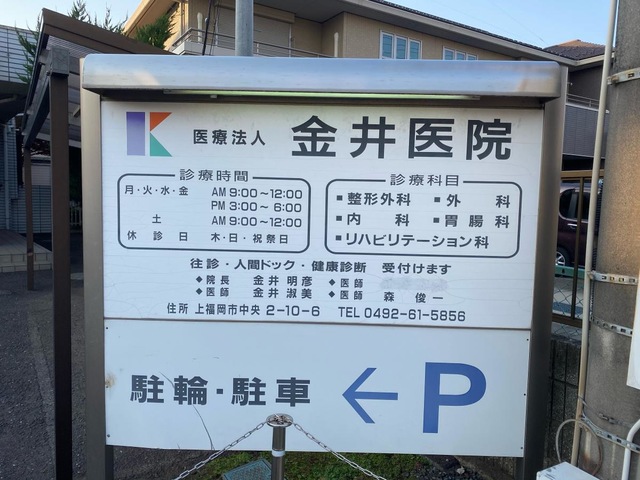 医療法人 金井医院
診療時間
月・火・水・金 AM 9:00～12:00
PM 3:00～6:00
土 AM 9:00～12:00
休診日 木・日・祝祭日
診療科目
▪整形外科 ▪外科
▪内科 ▪胃腸科
▪リハビリテーション科
往診・人間ドック・健康診断 受付けます
◆院長 金井明彦 ◆医師
◆医師 金井淑美 ◆医師 森俊一
住所 上福岡市中央 2-10-6 TEL 0492-61-5856
駐輪・駐車 ← P